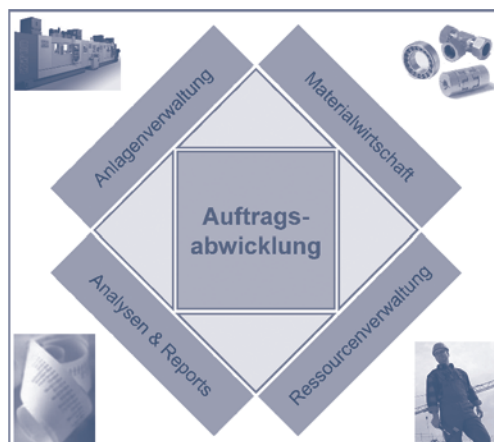 Anlagenverwaltung
Materialwirtschaft
Auftrags-
abwicklung
Analysen & Reports
Ressourcenverwaltung